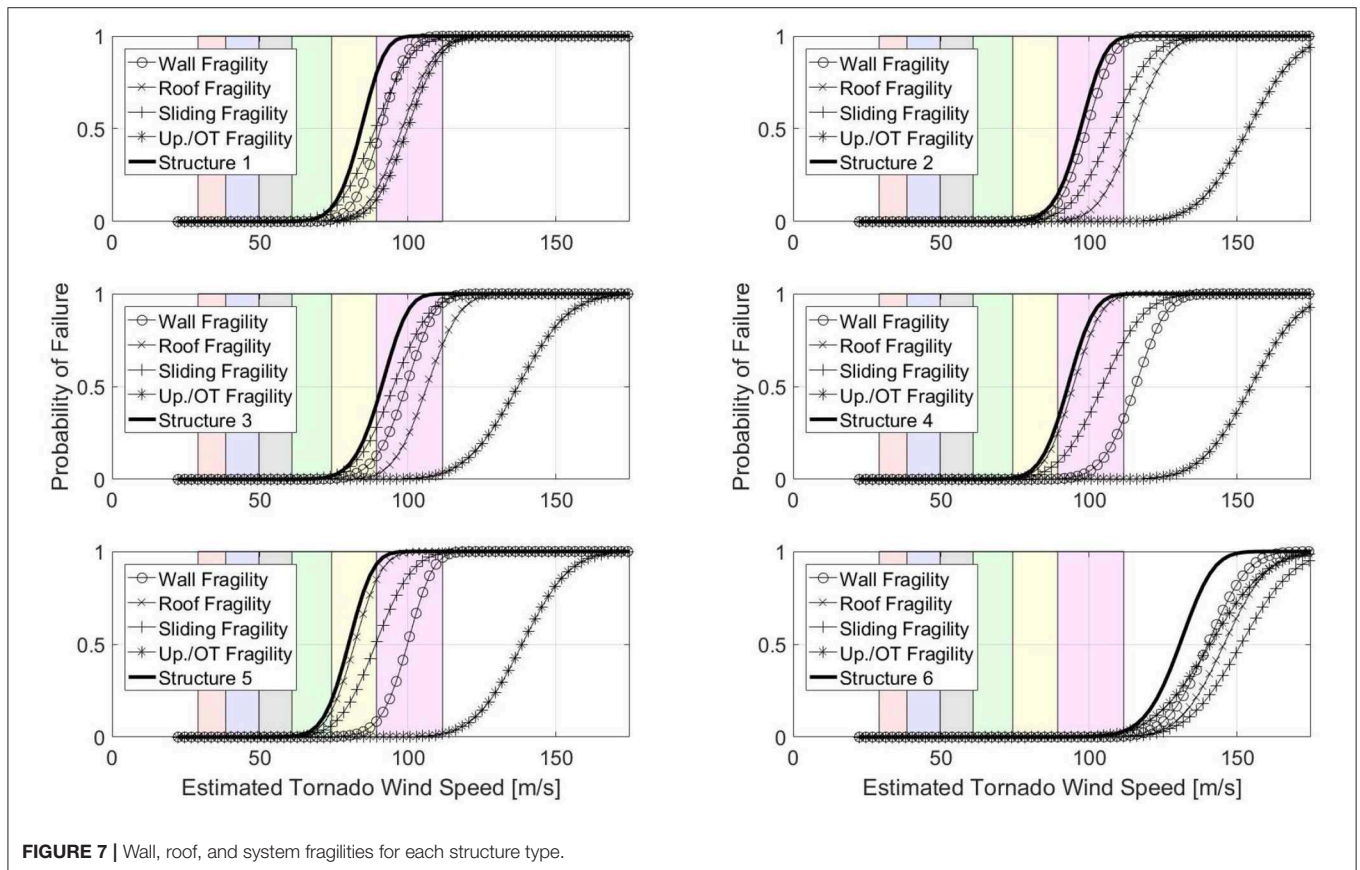 1
0.5
0
Wall Fragility
Roof Fragility
Sliding Fragility
Up./OT Fragility
Structure 1
0
50
100
150
1
0.5
0
Wall Fragility
Roof Fragility
Sliding Fragility
Up./OT Fragility
Structure 2
0
50
100
150
Probability of Failure
1
0.5
0
Wall Fragility
Roof Fragility
Sliding Fragility
Up./OT Fragility
Structure 3
0
50
100
150
Probability of Failure
1
0.5
0
Wall Fragility
Roof Fragility
Sliding Fragility
Up./OT Fragility
Structure 4
0
50
100
150
1
0.5
0
Wall Fragility
Roof Fragility
Sliding Fragility
Up./OT Fragility
Structure 5
0
50
100
150
Estimated Tornado Wind Speed [m/s]
1
0.5
0
Wall Fragility
Roof Fragility
Sliding Fragility
Up./OT Fragility
Structure 6
0
50
100
150
Estimated Tornado Wind Speed [m/s]
FIGURE 7 | Wall, roof, and system fragilities for each structure type.